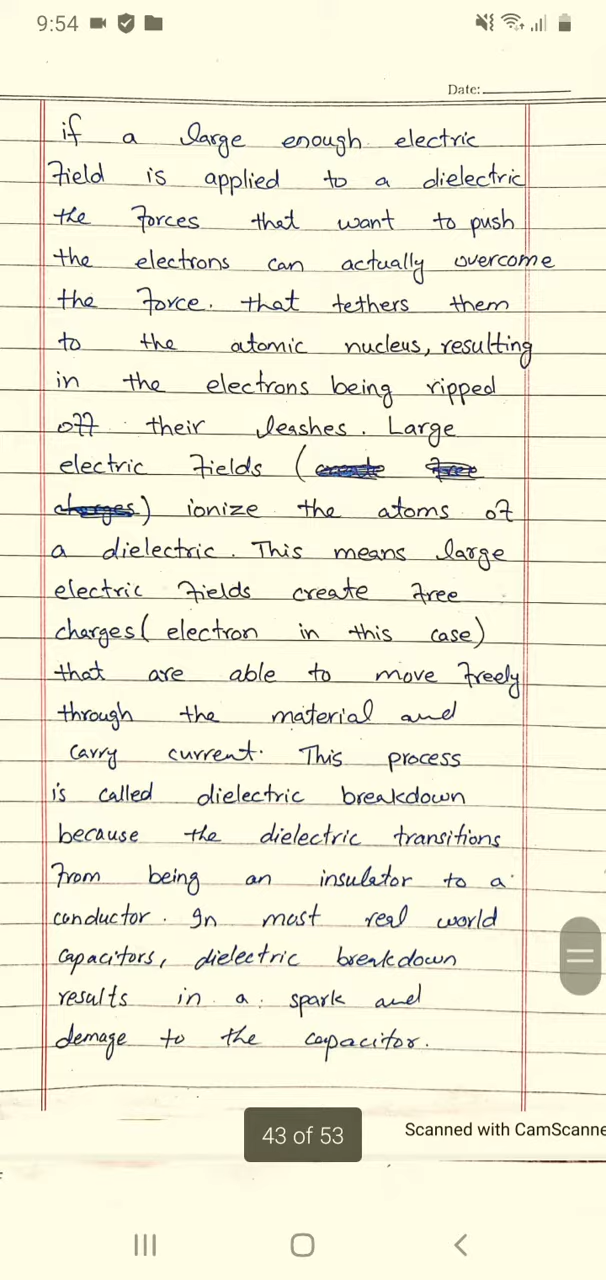 9:54
Date:
if a large enough electric
Field is applied to a dielectric
the Forces that want to push
the electrons can actually overcome
the Force. that tethers them
to the atomic nucleus, resulting
in the electrons being ripped
off their leashes. Large
electric Fields (create free
charges) ionize the atoms of
a dielectric. This means large
electric Fields create free
charges (electron in this case)
that are able to move freely
through the material and
carry current. This process
is called dielectric breakdown
because the dielectric transitions
From being an insulator to a
conductor. In most real world
capacitors, dielectric breakdown
results in a spark and
demage to the capacitor.
43 of 53
Scanned with CamScanne